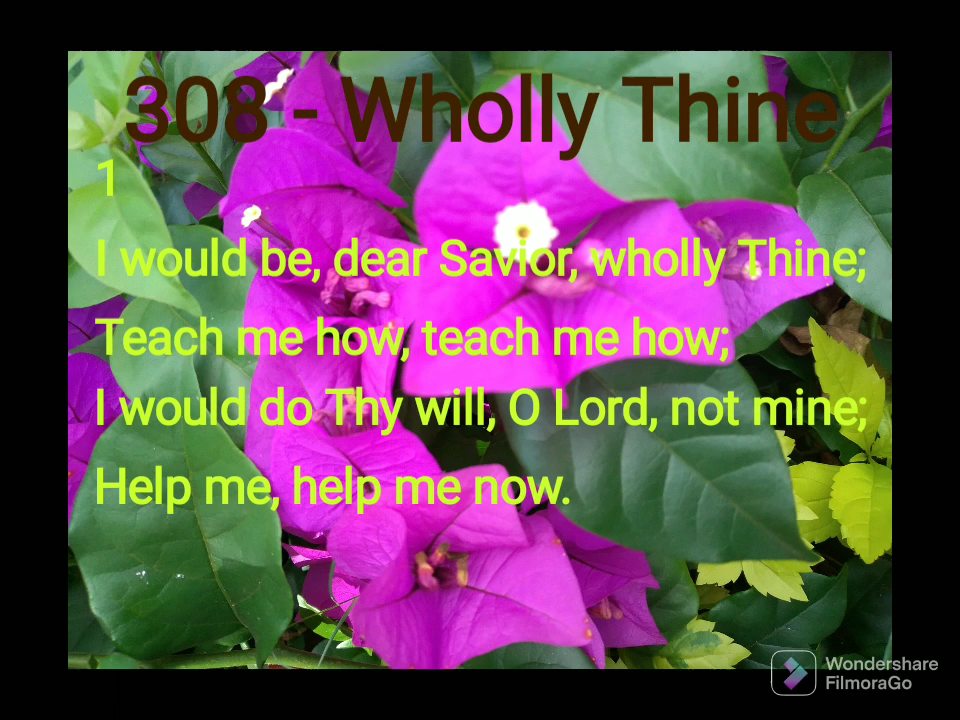 308 - Wholly Thine
1
I would be, dear Savior, wholly Thine;
Teach me how, teach me how;
I would do Thy will, O Lord, not mine;
Help me, help me now.
Wondershare
FilmoraGo